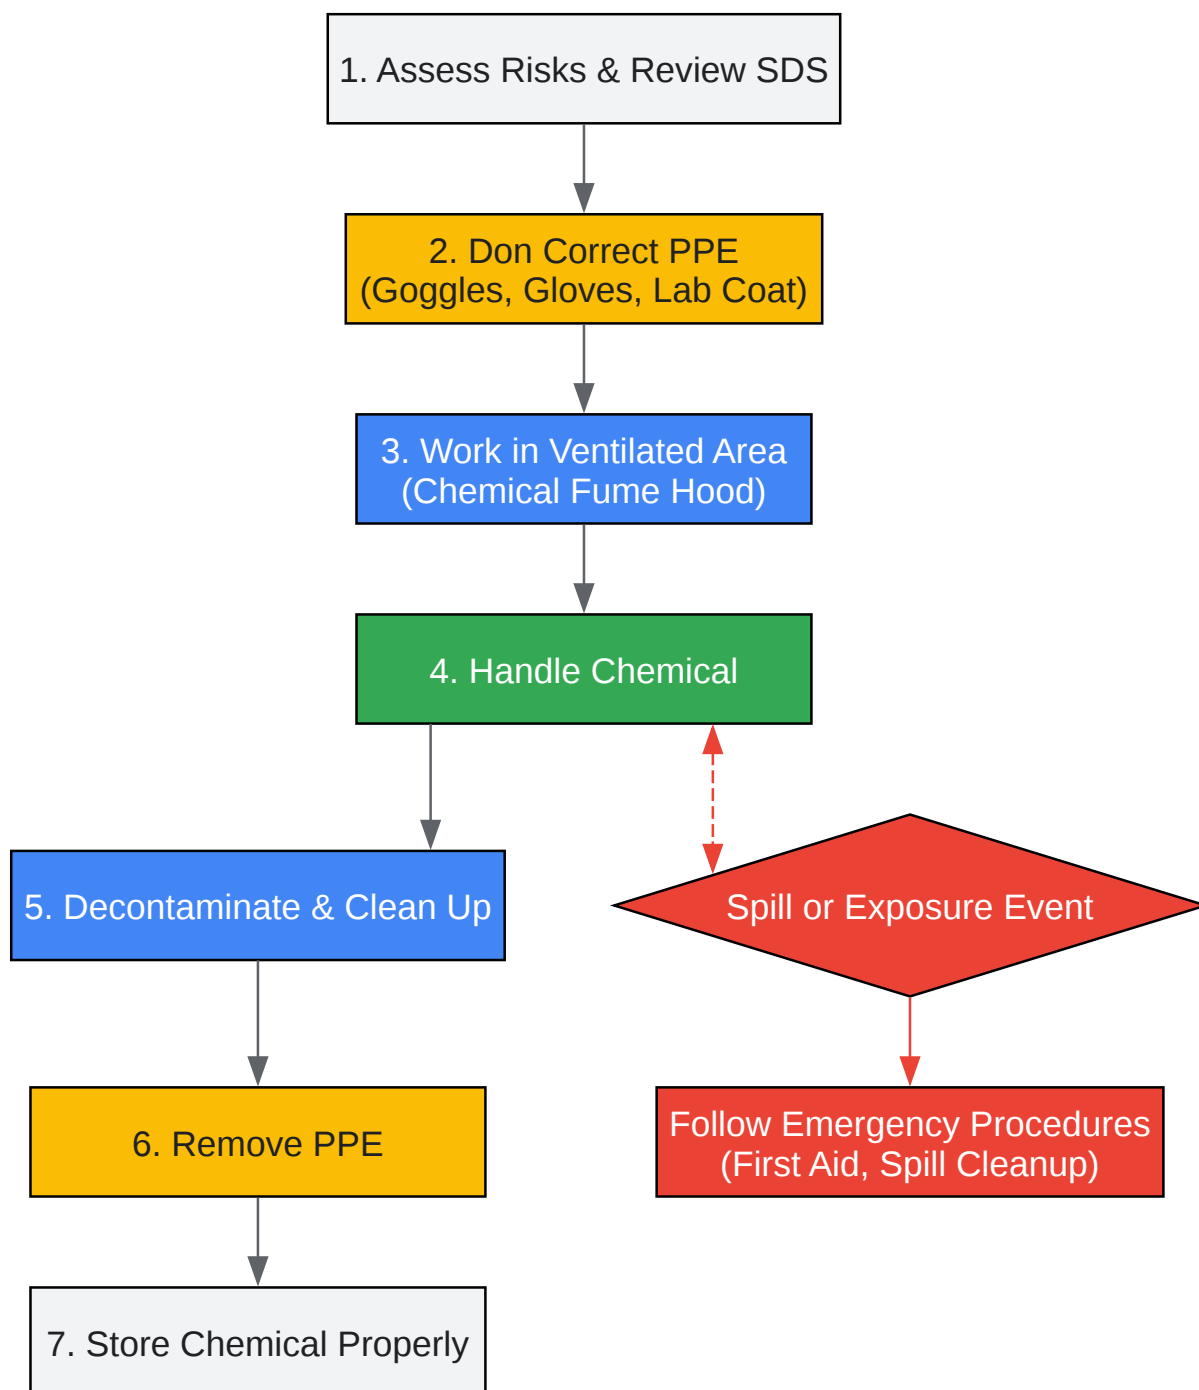 1. Assess Risks & Review SDS
2. Don Correct PPE
(Goggles, Gloves, Lab Coat)
3. Work in Ventilated Area
(Chemical Fume Hood)
4. Handle Chemical
5. Decontaminate & Clean Up
Spill or Exposure Event
6. Remove PPE
Follow Emergency Procedures
(First Aid, Spill Cleanup)
7. Store Chemical Properly